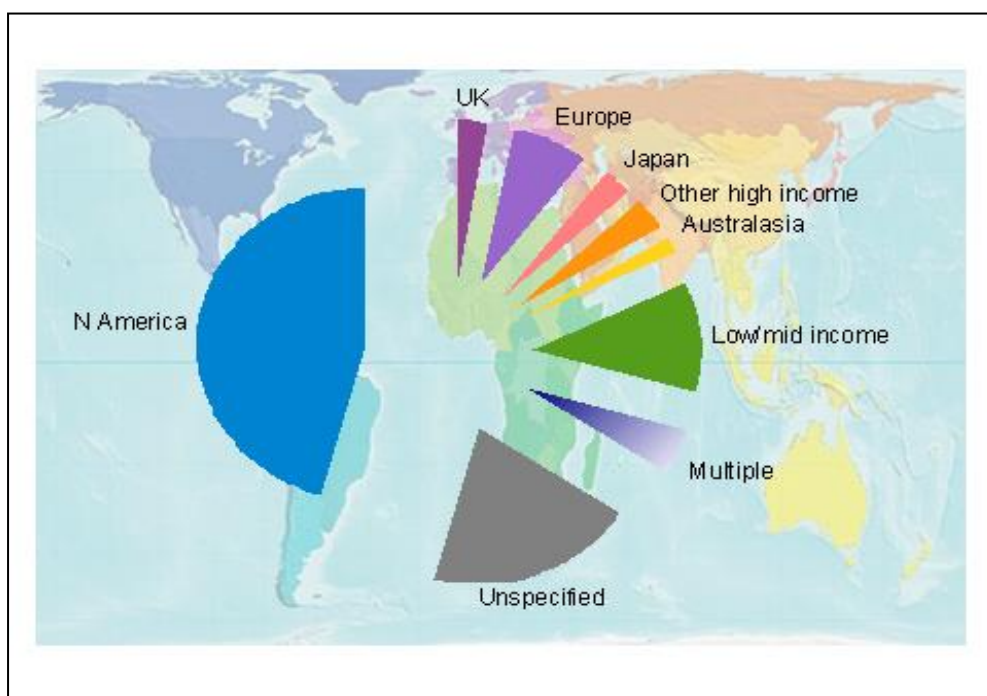 UK
Europe
Japan
Other high income
Australasia
N America
Low/mid income
Multiple
Unspecified